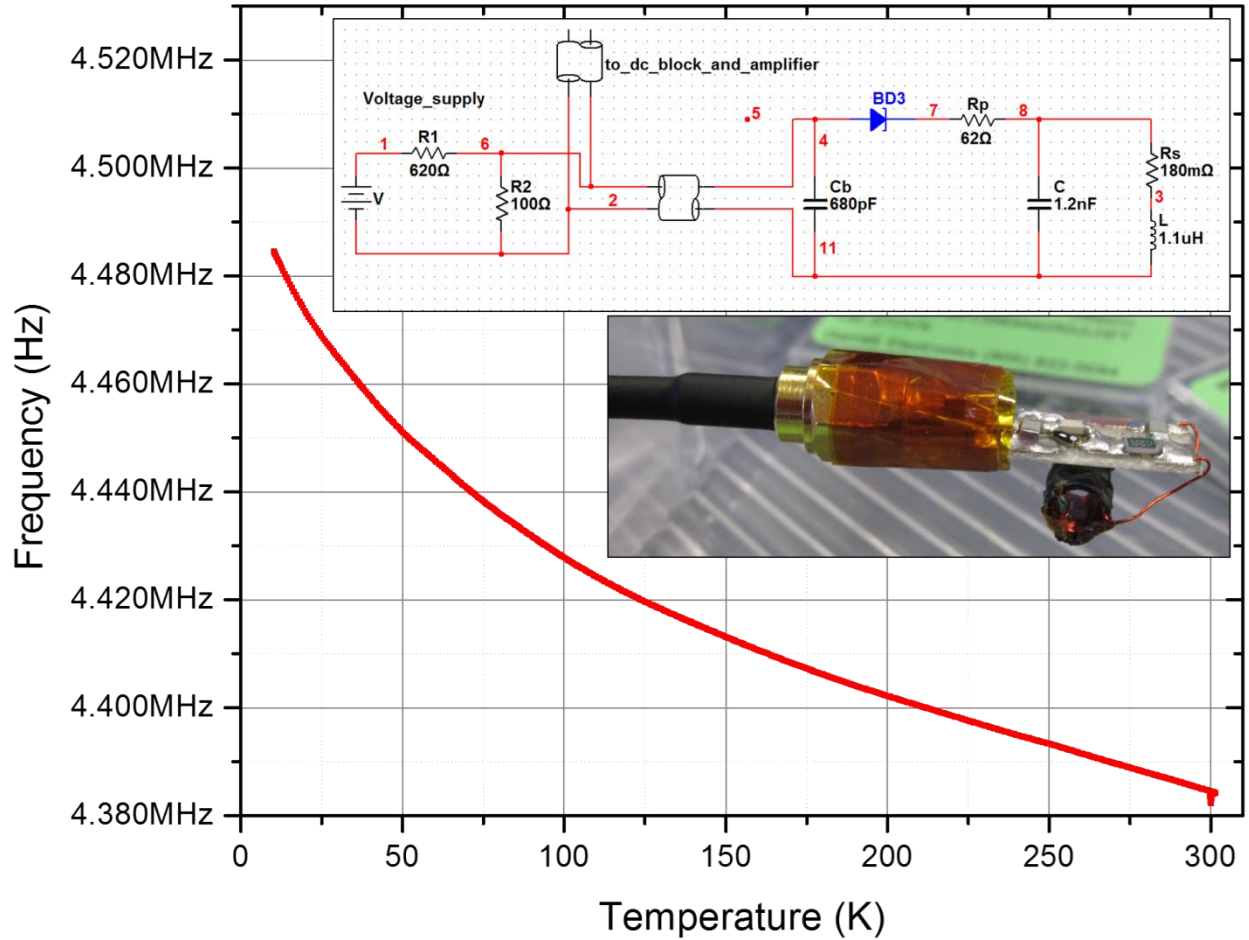 4.520MHz
4.500MHz
4.480MHz
4.460MHz
4.440MHz
4.420MHz
4.400MHz
4.380MHz
Frequency (Hz)
0 50 100 150 200 250 300
Temperature (K)
to_dc_block_and_amplifier
Voltage_supply
1
R1
620Ω
6
V
R2
100Ω
2
5
4
Cb
680pF
11
BD3
7
Rp
62Ω
8
C
1.2nF
Rs
180mΩ
3
L
1.1uH